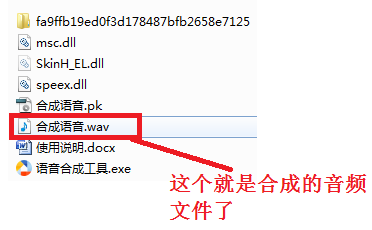 fa9ffb19ed0f3d178487bfb2658e7125
msc.dll
SkinH_EL.dll
speex.dll
合成语音.pk
合成语音.wav
使用说明.docx
语音合成工具.exe
这个就是合成的音频
文件了